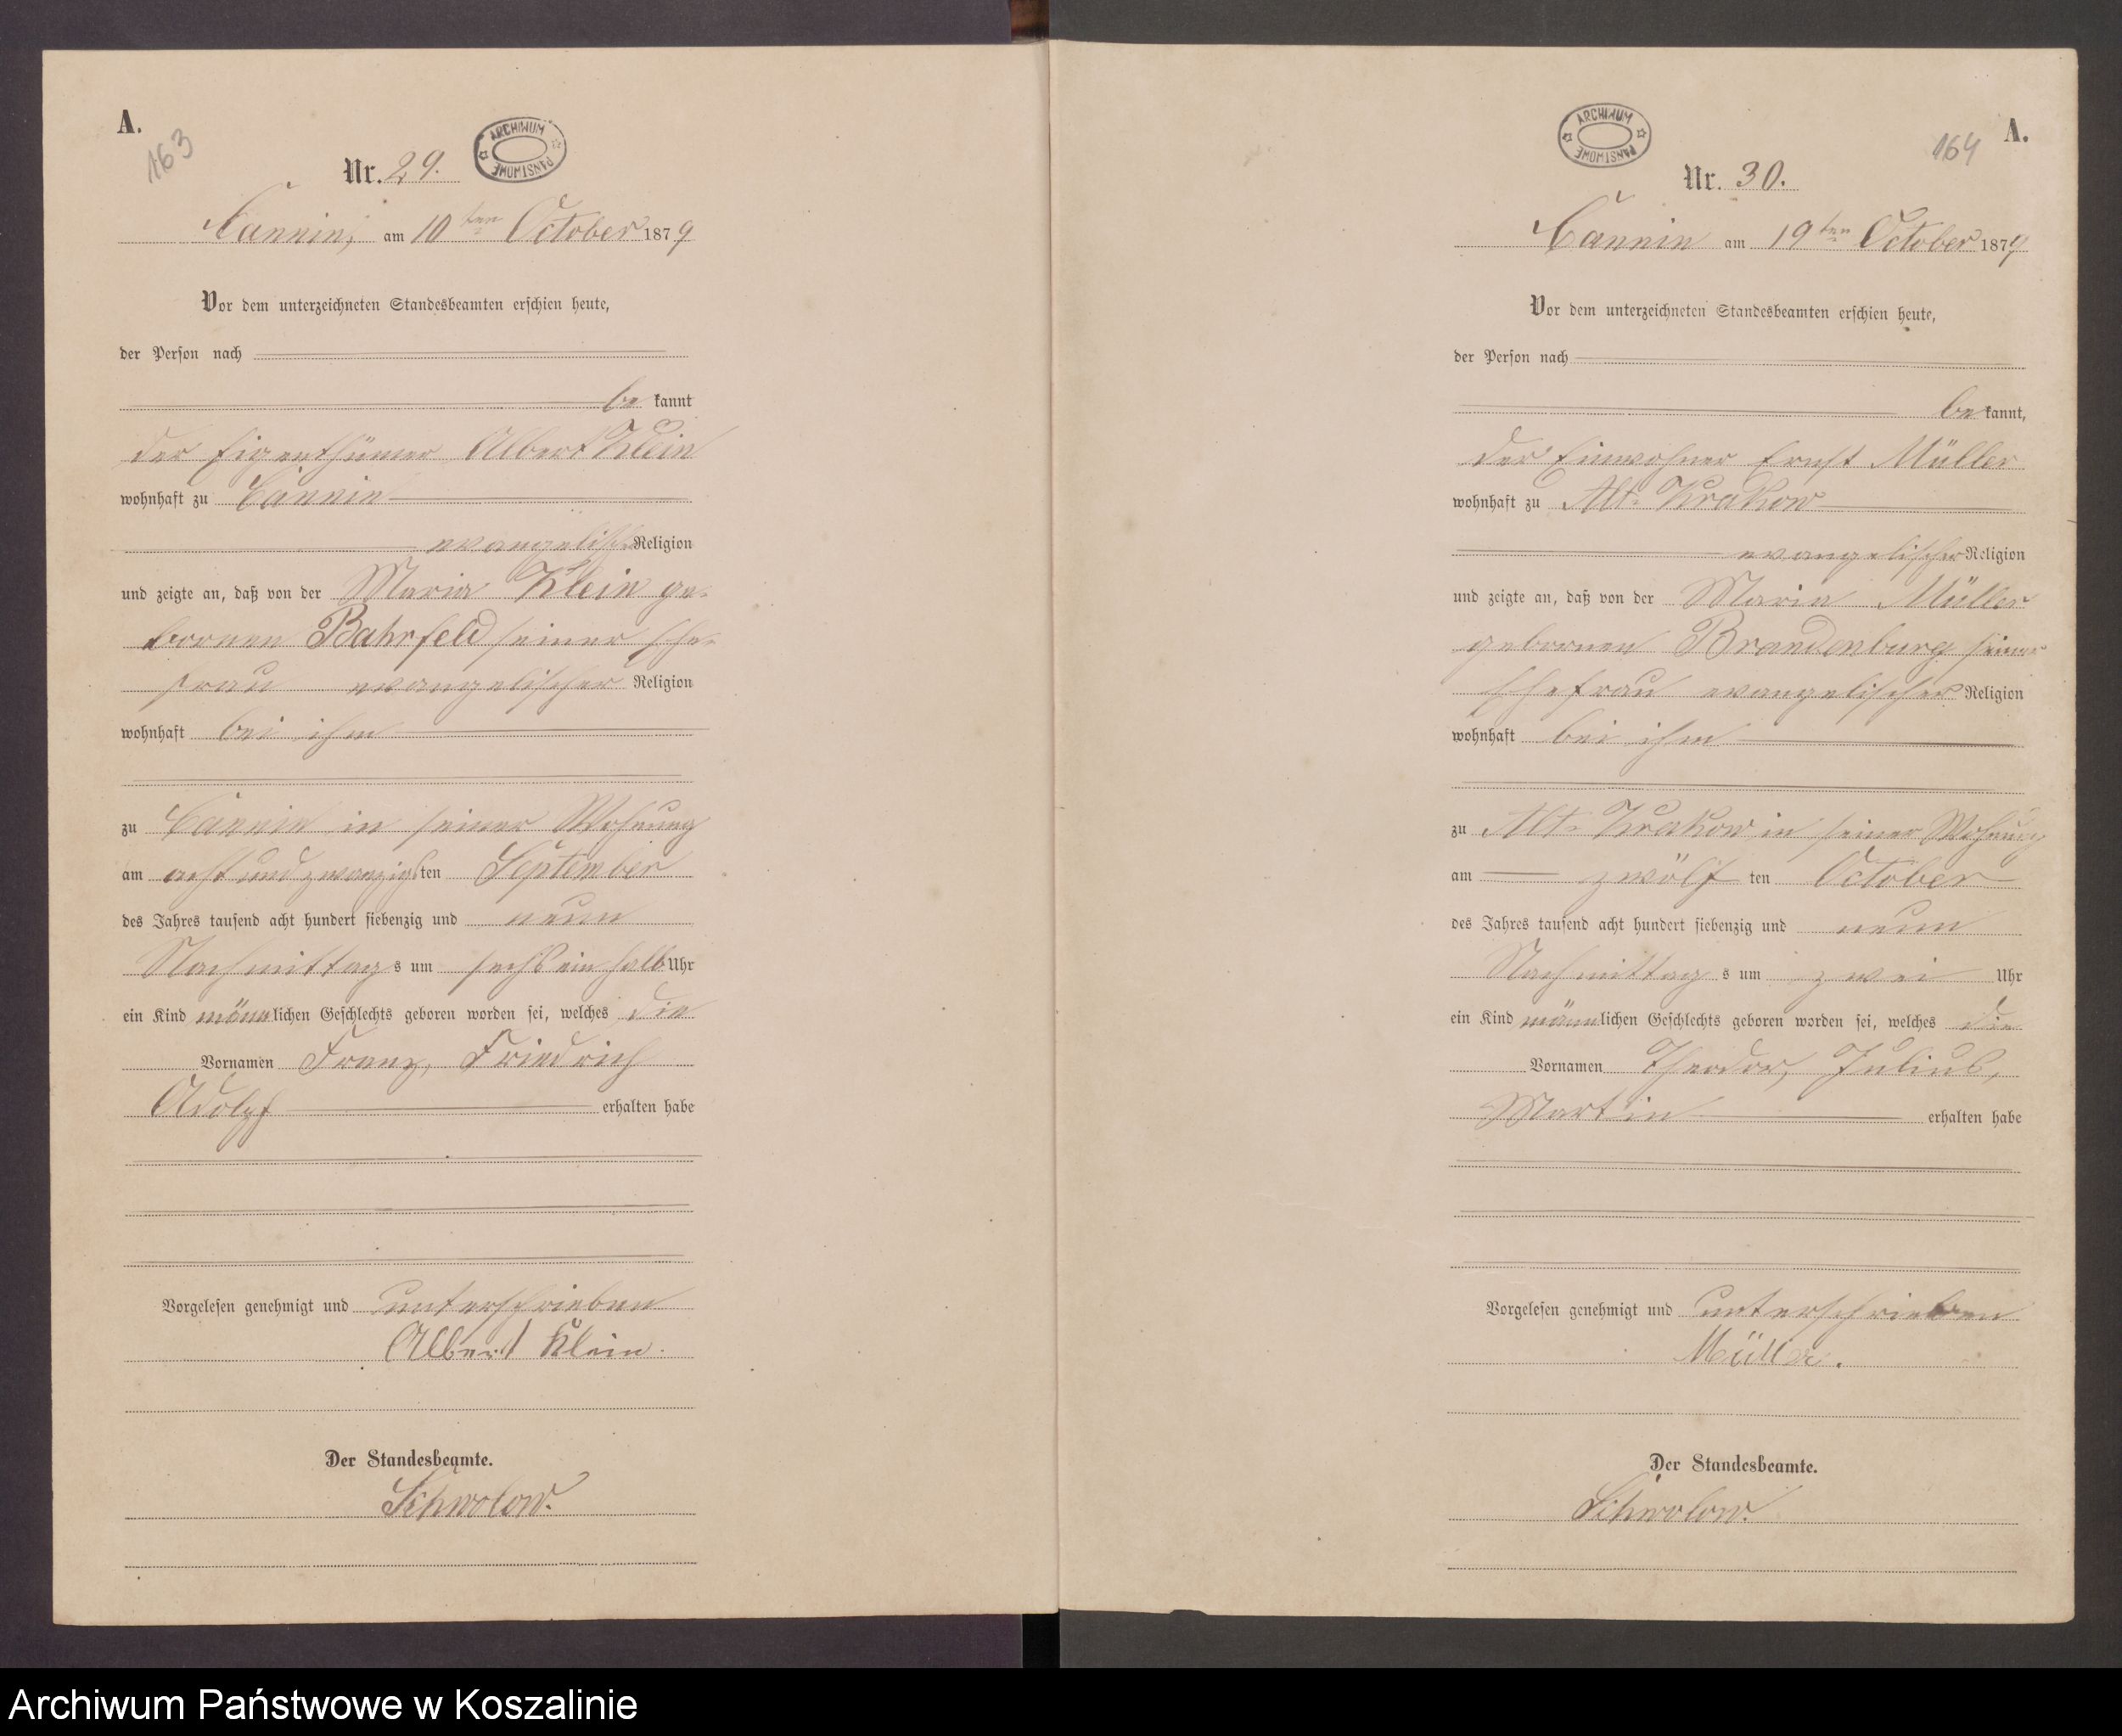 A.
163
Nr. 29.
ARCHIWUM PAŃSTWOWE
Cannin, am 10ten October 1879
Vor dem unterzeichneten Standesbeamten erschien heute,
der Person nach
bekannt
der Eigenthümer Albert Klein
wohnhaft zu Cannin
evangelischer Religion
und zeigte an, daß von der Maria Klein ge-
bornen Bahrfeld seiner Ehe-
frau evangelischer Religion
wohnhaft bei ihm
zu Cannin in seiner Wohnung
am acht und zwanzigsten September
des Jahres tausend acht hundert siebenzig und neun
Nachmittags um sechs ein halb Uhr
ein Kind männlichen Geschlechts geboren worden sei, welches die
Vornamen Franz, Friedrich
Adolph erhalten habe
Vorgelesen genehmigt und unterschrieben
Albert Klein.
Der Standesbeamte.
Schwolow.
A.
164
ARCHIWUM PAŃSTWOWE
Nr. 30.
Cannin am 19ten October 1879
Vor dem unterzeichneten Standesbeamten erschien heute,
der Person nach
bekannt,
der Einwohner Ernst Müller
wohnhaft zu Alt-Krakow
evangelischer Religion
und zeigte an, daß von der Maria Müller
gebornen Brandenburg seiner
Ehefrau evangelischer Religion
wohnhaft bei ihm
zu Alt-Krakow in seiner Wohnung
am zwölften October
des Jahres tausend acht hundert siebenzig und neun
Nachmittags um zwei Uhr
ein Kind männlichen Geschlechts geboren worden sei, welches die
Vornamen Theodor, Julius,
Martin erhalten habe
Vorgelesen genehmigt und unterschrieben
Müller.
Der Standesbeamte.
Schwolow.
Archiwum Państwowe w Koszalinie